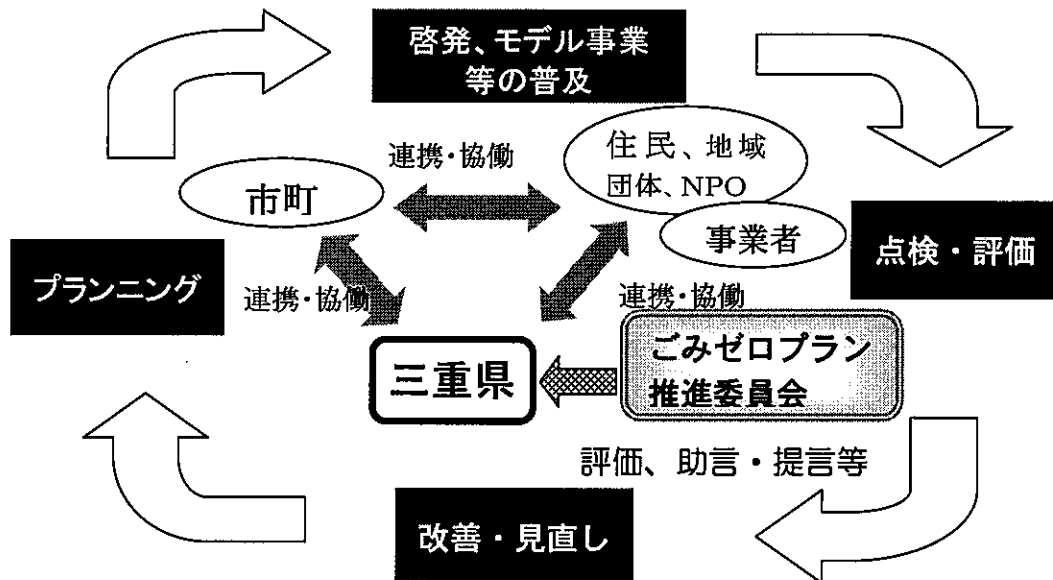 啓発、モデル事業
等の普及
連携・協働
住民、地域
団体、NPO
市町
事業者
点検・評価
プランニング
連携・協働
連携・協働
ごみゼロプラン
推進委員会
三重県
評価、助言・提言等
改善・見直し